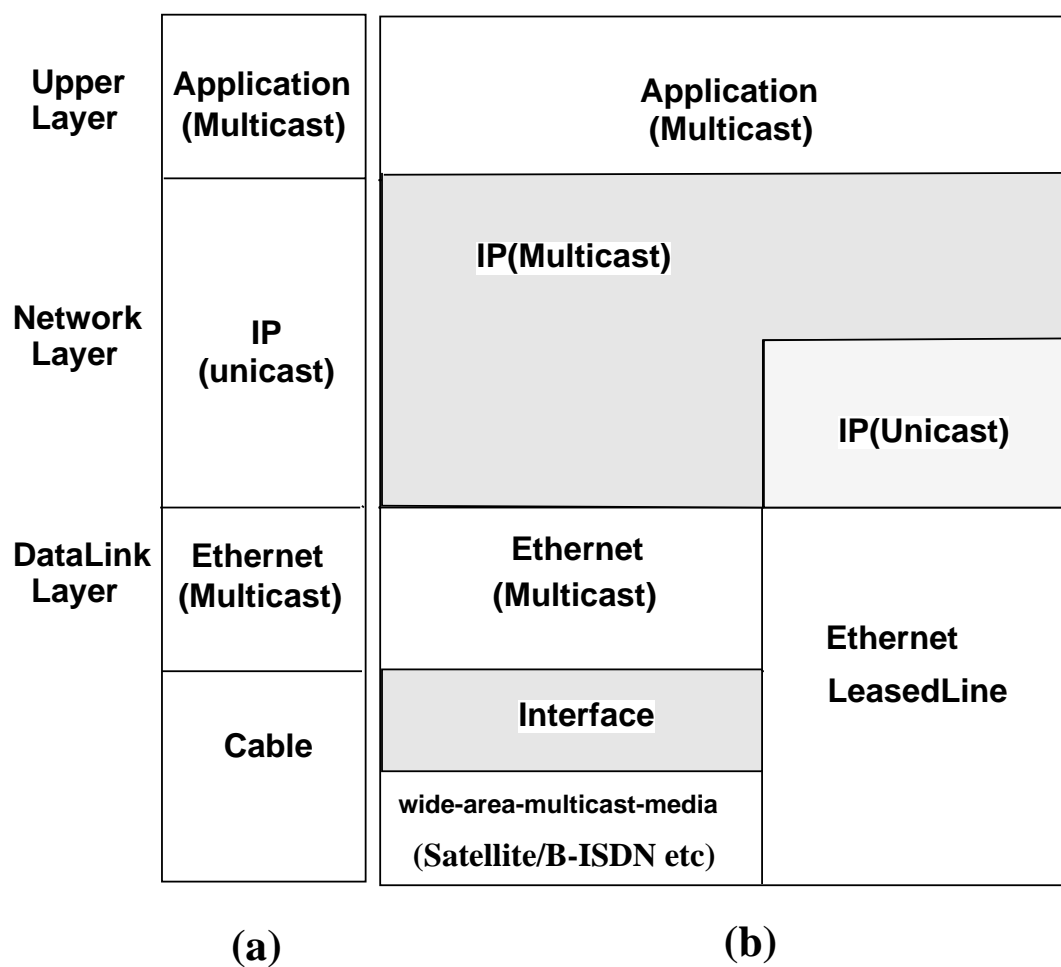 Upper
Layer
Application
(Multicast)
Application
(Multicast)
Network
Layer
IP
(unicast)
IP(Multicast)
IP(Unicast)
DataLink
Layer
Ethernet
(Multicast)
Ethernet
(Multicast)
Ethernet
LeasedLine
Cable
Interface
wide-area-multicast-media
(Satellite/B-ISDN etc)
(a)
(b)